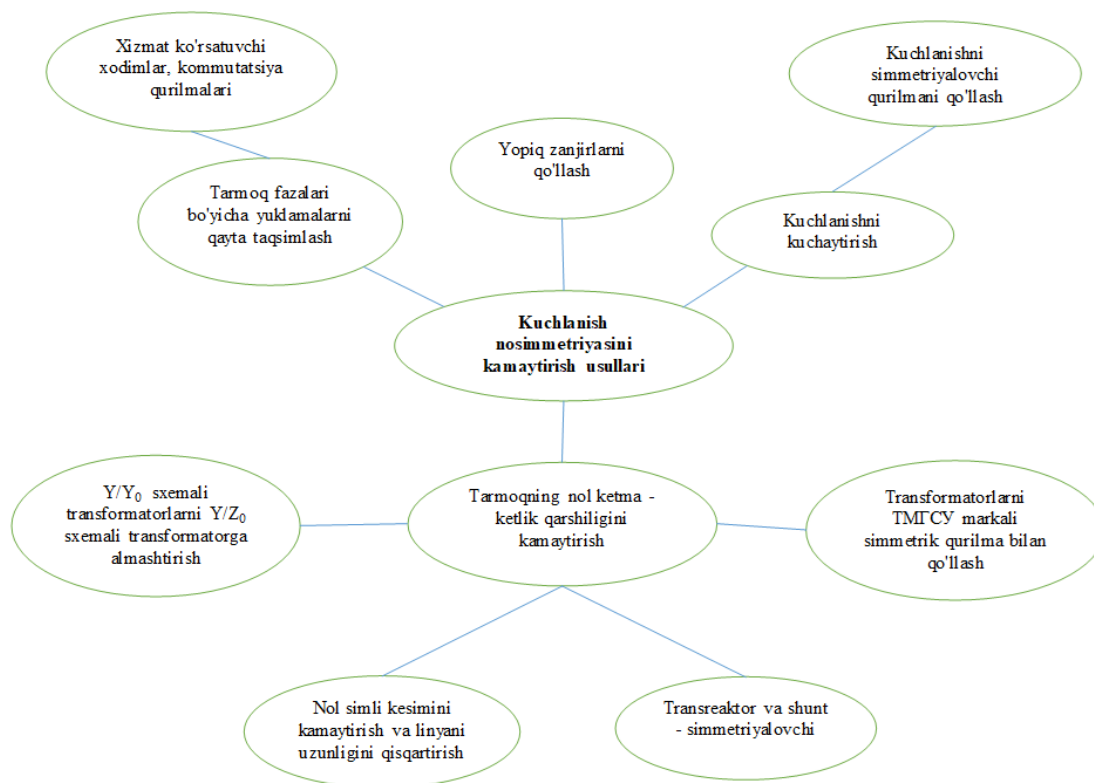 Xizmat ko'rsatuvchi
xodimlar, kommutatsiya
qurilmalari
Kuchlanishni
simmetriyalovchi
qurilmani qo'llash
Yopiq zanjirlarni
qo'llash
Tarmoq fazalari
bo'yicha yuklamalarni
qayta taqsimlash
Kuchlanishni
kuchaytirish
Kuchlanish
nosimmetriyasini
kamaytirish usullari
Y/Y₀ sxemali
transformatorlarni Y/Z₀
sxemali transformatorga
almashtirish
Tarmoqning nol ketma -
ketlik qarshiligini
kamaytirish
Transformatorlarni
ТМГСУ markali
simmetrik qurilma bilan
qo'llash
Nol simli kesimini
kamaytirish va linyani
uzunligini qisqartirish
Transreaktor va shunt
- simmetriyalovchi